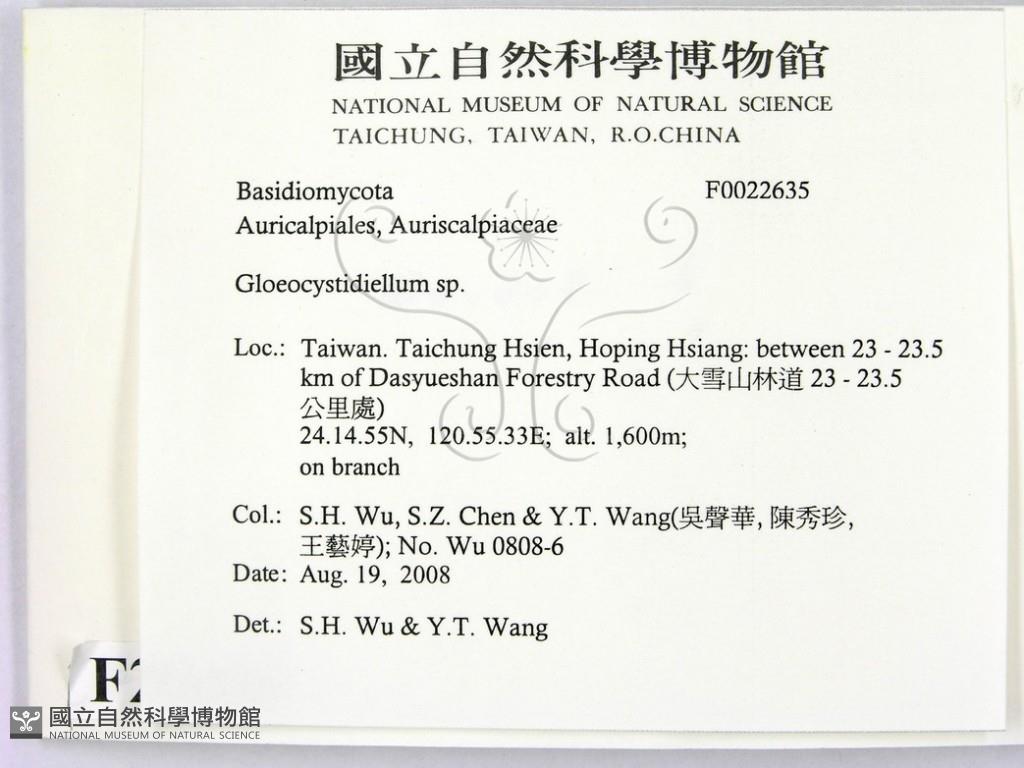 國立自然科學博物館
NATIONAL MUSEUM OF NATURAL SCIENCE
TAICHUNG, TAIWAN, R.O.CHINA
Basidiomycota F0022635
Auricalpiales, Auriscalpiaceae
Gloeocystidiellum sp.
Loc.: Taiwan. Taichung Hsien, Hoping Hsiang: between 23 - 23.5
km of Dasyueshan Forestry Road (大雪山林道 23 - 23.5
公里處)
24.14.55N, 120.55.33E; alt. 1,600m;
on branch
Col.: S.H. Wu, S.Z. Chen & Y.T. Wang(吳聲華, 陳秀珍,
王藝婷); No. Wu 0808-6
Date: Aug. 19, 2008
Det.: S.H. Wu & Y.T. Wang
國立自然科學博物館
NATIONAL MUSEUM OF NATURAL SCIENCE